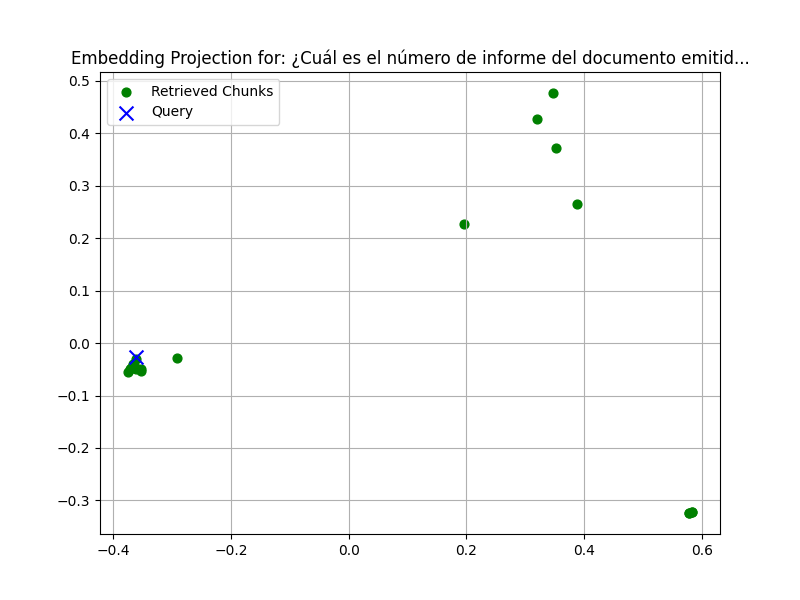 Embedding Projection for: ¿Cuál es el número de informe del documento emitid...
Retrieved Chunks
Query
0.5
0.4
0.3
0.2
0.1
0.0
−0.1
−0.2
−0.3
−0.4 −0.2 0.0 0.2 0.4 0.6